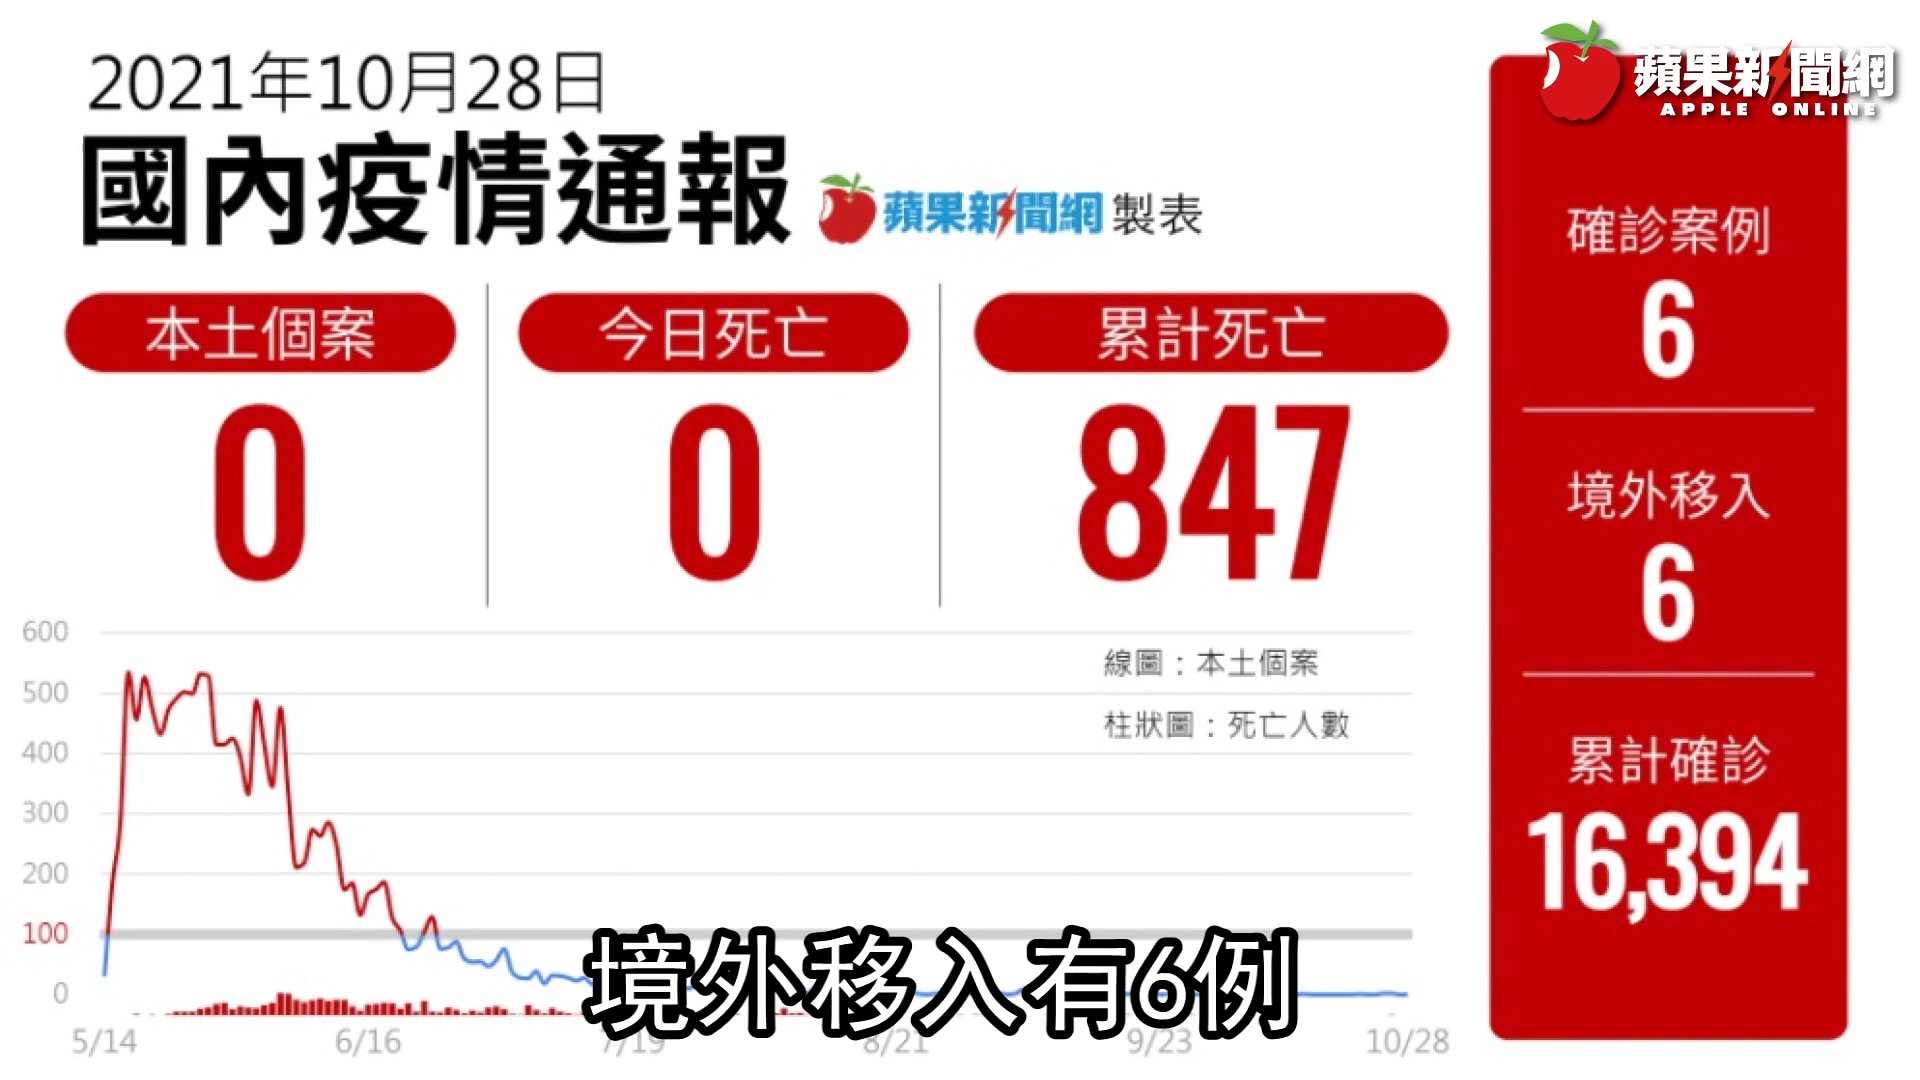 2021年10月28日
國內疫情通報
蘋果新聞網 製表
蘋果新聞網
APPLE ONLINE
本土個案
0
今日死亡
0
累計死亡
847
確診案例
6
境外移入
6
累計確診
16,394
線圖：本土個案
柱狀圖：死亡人數
600
500
400
300
200
100
0
5/14
6/16
7/19
8/21
9/23
10/28
境外移入有6例